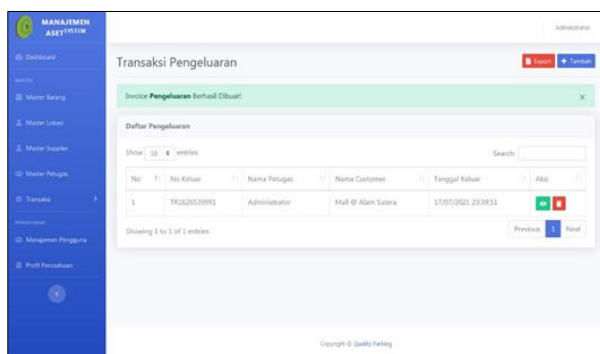 MANAJEMEN
ASETSYSTEM
Administrator
Dashboard
Transaksi Pengeluaran
Export
+ Tambah
Master Barang
Invoice Pengeluaran Berhasil Dibuat!
×
Master Lokasi
Daftar Pengeluaran
Master Supplier
Show 10 entries
Search:
Master Petugas
No
No Keluar
Nama Petugas
Nama Customer
Tanggal Keluar
Aksi
Transaksi
1
TR1626539991
Administrator
Mall @ Alam Sutera
17/07/2021 23:39:51
Showing 1 to 1 of 1 entries
Previous
1
Next
Manajemen Pengguna
Profil Perusahaan
Copyright © Quality Parking